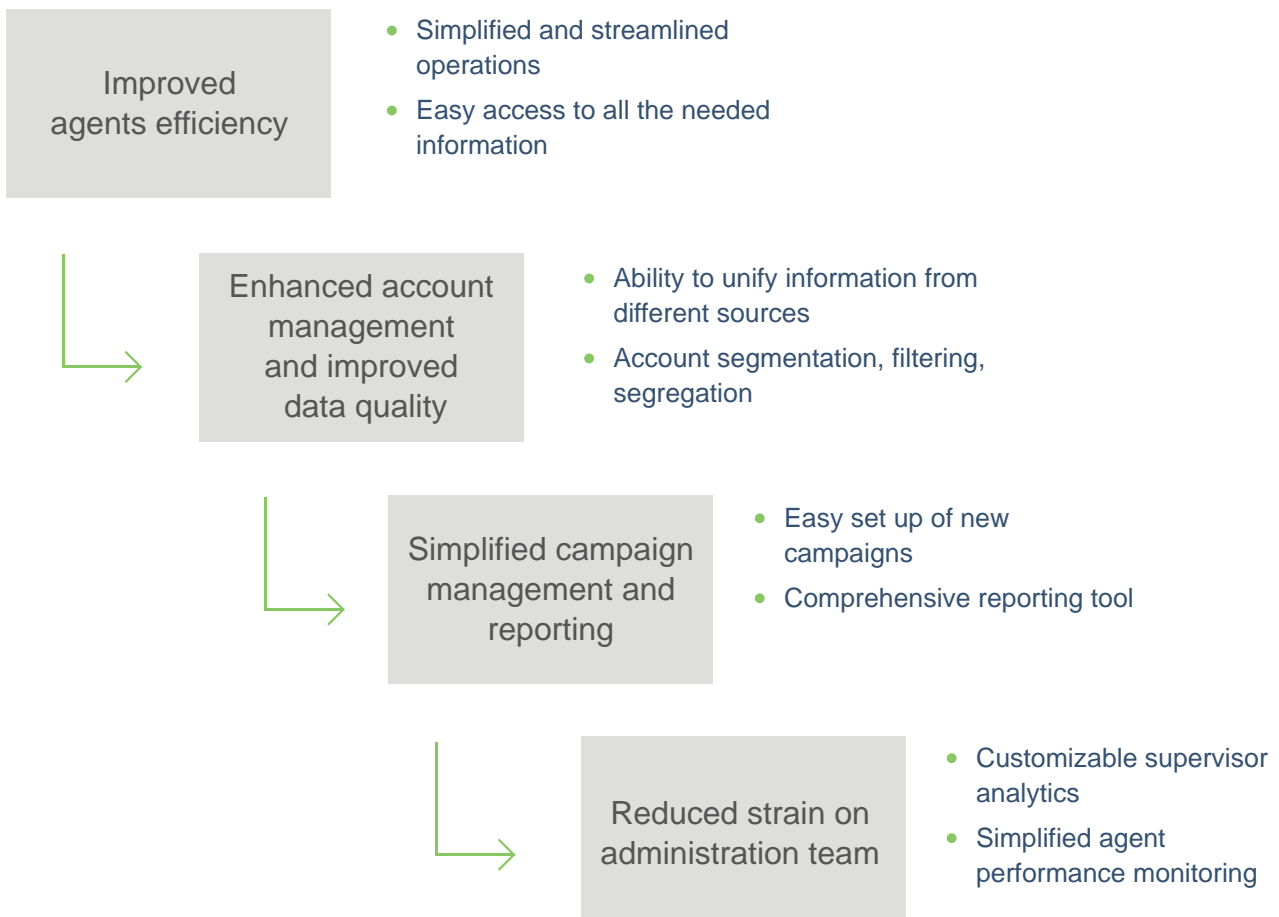 Improved
agents efficiency
Simplified and streamlined
operations
Easy access to all the needed
information
Enhanced account
management
and improved
data quality
Ability to unify information from
different sources
Account segmentation, filtering,
segregation
Simplified campaign
management and
reporting
Easy set up of new
campaigns
Comprehensive reporting tool
Reduced strain on
administration team
Customizable supervisor
analytics
Simplified agent
performance monitoring